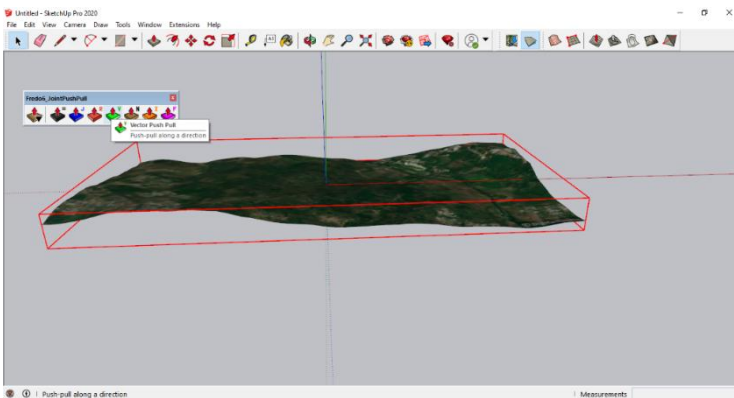 Untitled - SketchUp Pro 2020
File Edit View Camera Draw Tools Window Extensions Help
Fredo6_JointPushPull
Vector Push Pull
Push-pull along a direction
Push-pull along a direction
Measurements